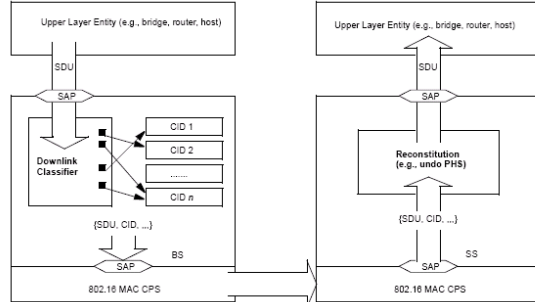 Upper Layer Entity (e.g., bridge, router, host)
SDU
SAP
Downlink
Classifier
CID 1
CID 2
.......
CID n
{SDU, CID, ...}
SAP
BS
802.16 MAC CPS
Upper Layer Entity (e.g., bridge, router, host)
SDU
SAP
Reconstitution
(e.g., undo PHS)
{SDU, CID, ...}
SAP
SS
802.16 MAC CPS